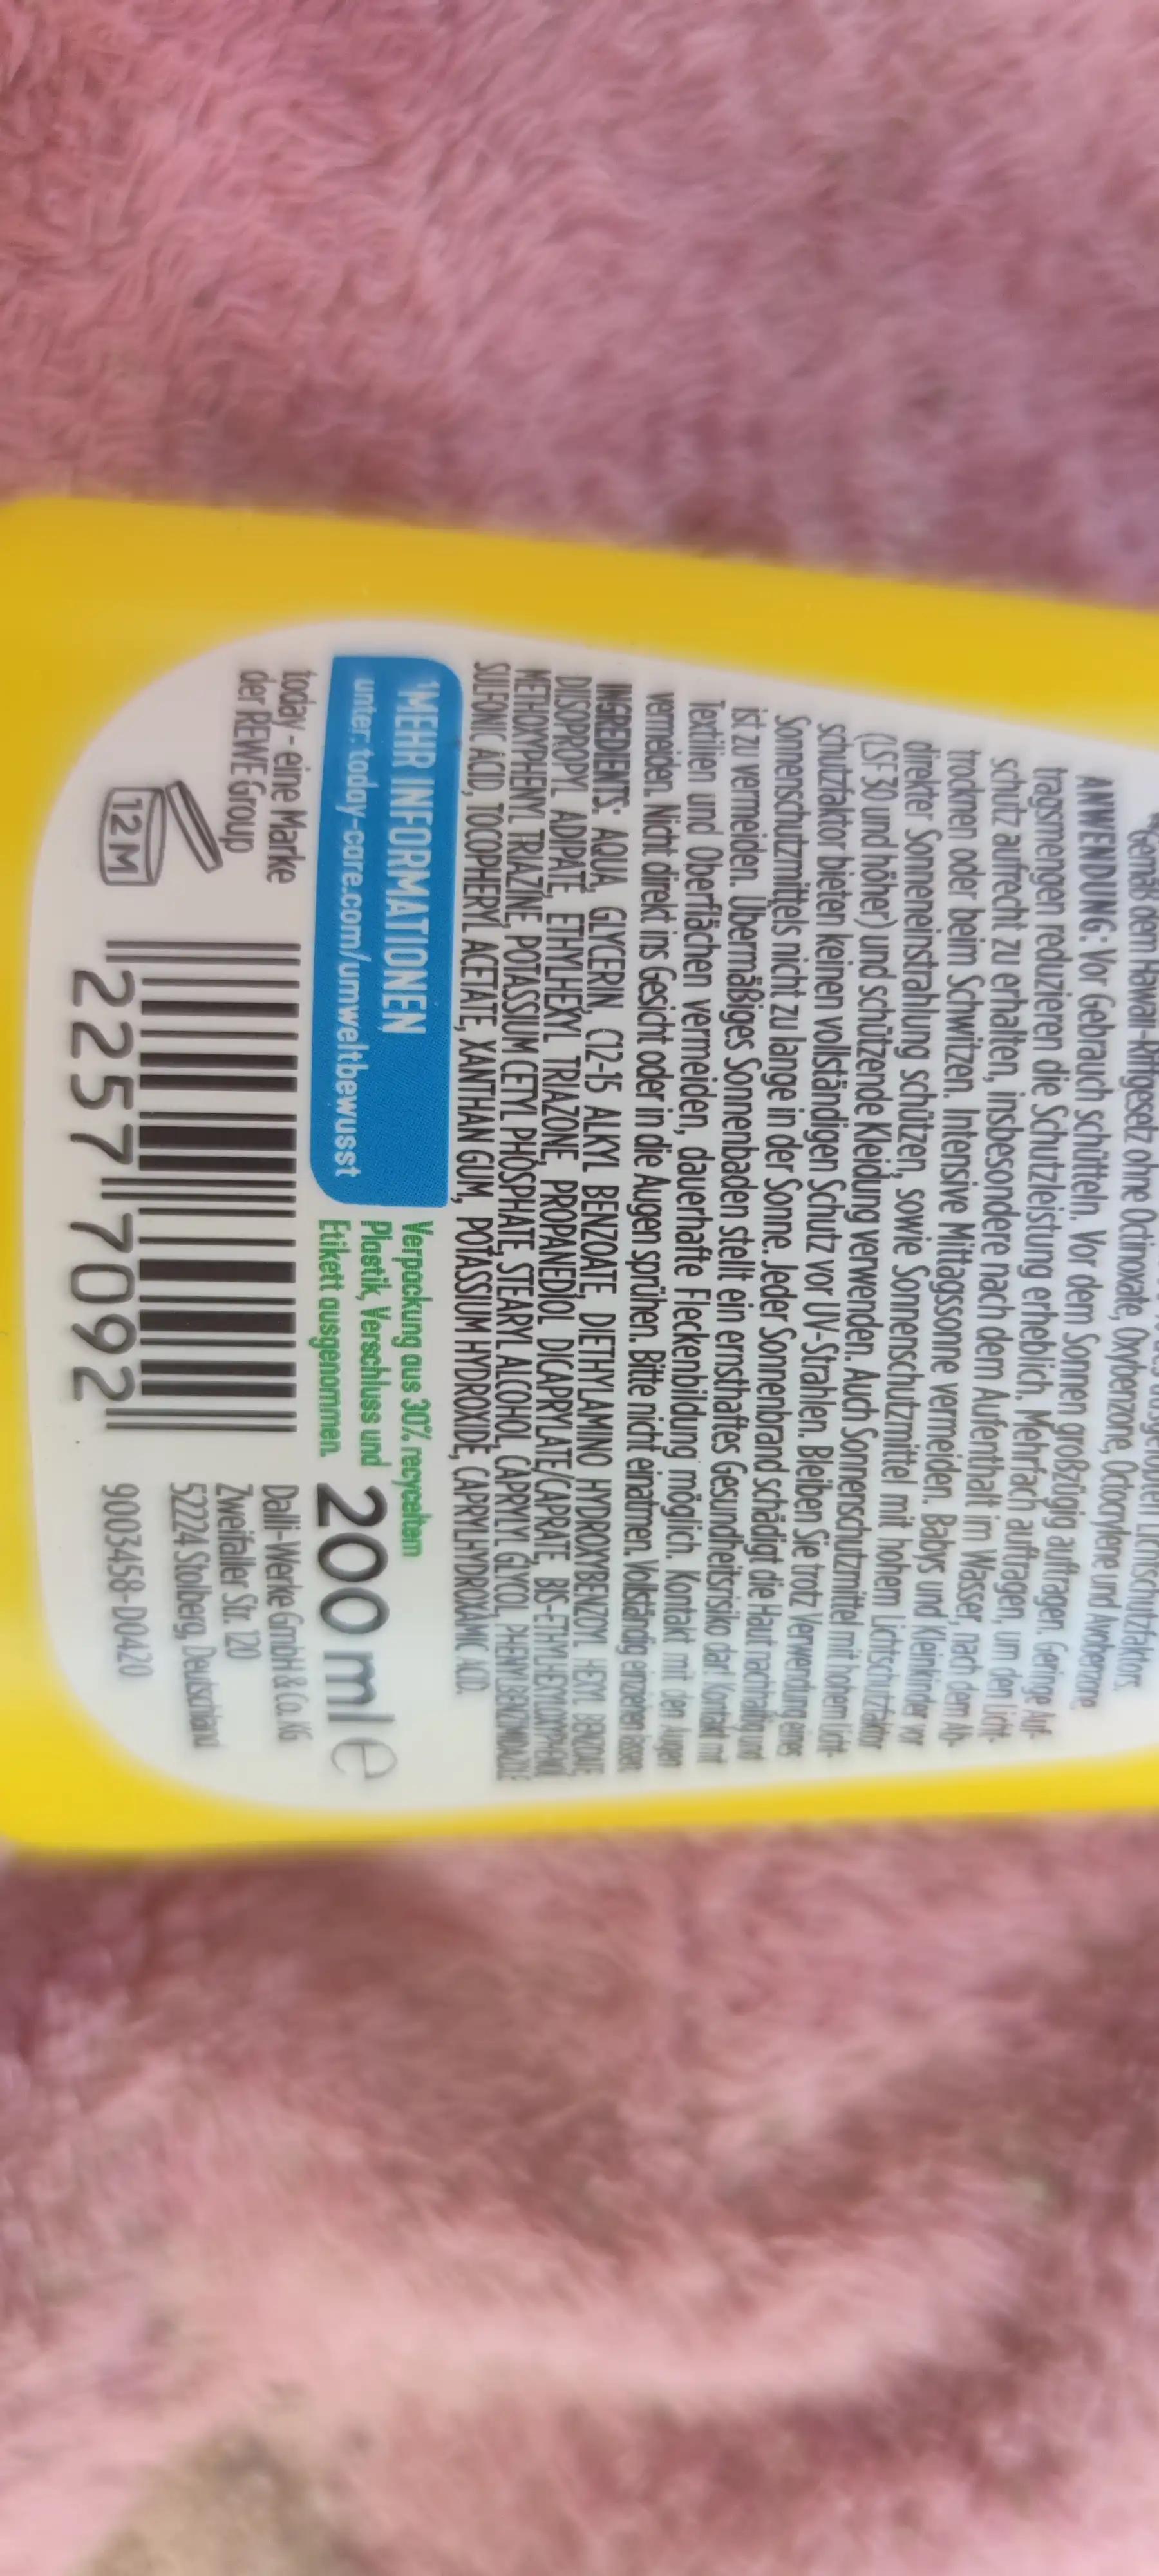 *Gemäß dem Hawaii-Riffgesetz ohne Octinoxate, Oxybenzone, Octocrylene und Avobenzone.
ANWENDUNG: Vor Gebrauch schütteln. Vor dem Sonnen großzügig auftragen. Geringe Auf-
tragsmengen reduzieren die Schutzleistung erheblich. Mehrfach auftragen, um den Licht-
schutz aufrecht zu erhalten, insbesondere nach dem Aufenthalt im Wasser, nach dem Ab-
trocknen oder beim Schwitzen. Intensive Mittagssonne vermeiden. Babys und Kleinkinder vor
direkter Sonneneinstrahlung schützen, sowie Sonnenschutzmittel mit hohem Lichtschutzfaktor
(LSF 30 und höher) und schützende Kleidung verwenden. Auch Sonnenschutzmittel mit hohem Licht-
schutzfaktor bieten keinen vollständigen Schutz vor UV-Strahlen. Bleiben Sie trotz Verwendung eines
Sonnenschutzmittels nicht zu lange in der Sonne. Jeder Sonnenbrand schädigt die Haut nachhaltig und
ist zu vermeiden. Übermäßiges Sonnenbaden stellt ein ernsthaftes Gesundheitsrisiko dar! Kontakt mit
Textilien und Oberflächen vermeiden, dauerhafte Fleckenbildung möglich. Kontakt mit den Augen
vermeiden. Nicht direkt ins Gesicht oder in die Augen sprühen. Bitte nicht einatmen. Vollständig einziehen lassen.
INGREDIENTS: AQUA, GLYCERIN, C12-15 ALKYL BENZOATE, DIETHYLAMINO HYDROXYBENZOYL HEXYL BENZOATE,
DIISOPROPYL ADIPATE, ETHYLHEXYL TRIAZONE, PROPANEDIOL DICAPRYLATE/CAPRATE, BIS-ETHYLHEXYLOXYPHENOL
METHOXYPHENYL TRIAZINE, POTASSIUM CETYL PHOSPHATE, STEARYL ALCOHOL, CAPRYLYL GLYCOL, PHENYLBENZIMIDAZOLE
SULFONIC ACID, TOCOPHERYL ACETATE, XANTHAN GUM, POTASSIUM HYDROXIDE, CAPRYLHYDROXAMIC ACID.
¹MEHR INFORMATIONEN
unter: today-care.com/umweltbewusst
Verpackung aus 30% recyceltem
Plastik, Verschluss und
Etikett ausgenommen.
200 ml e
today - eine Marke
der REWE Group
12 M
2257 7092
Dalli-Werke GmbH & Co. KG
Zweifaller Str. 120
52224 Stolberg, Deutschland
9003458-D0420